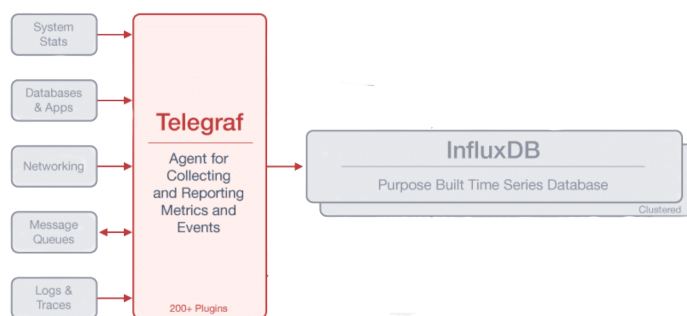 System
Stats
Databases
& Apps
Networking
Message
Queues
Logs &
Traces
Telegraf
Agent for
Collecting
and Reporting
Metrics and
Events
200+ Plugins
InfluxDB
Purpose Built Time Series Database
Clustered